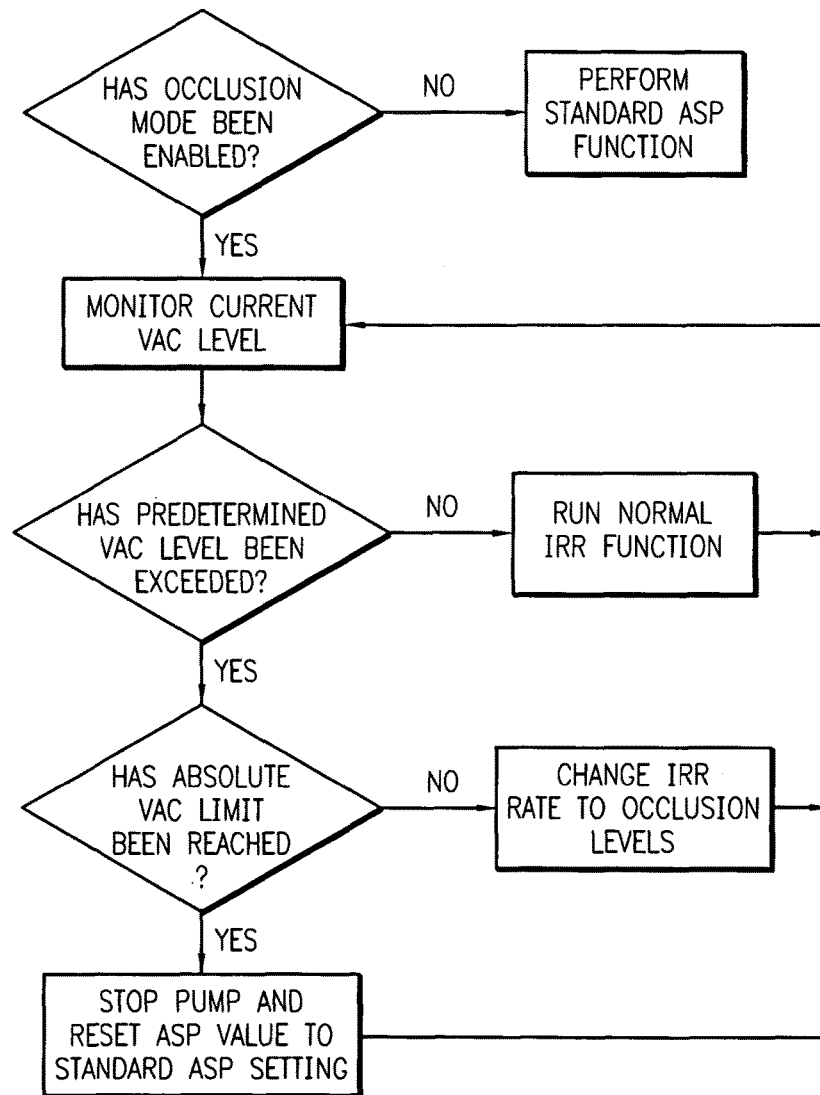 HAS OCCLUSION
MODE BEEN
ENABLED?
NO
PERFORM
STANDARD ASP
FUNCTION
YES
MONITOR CURRENT
VAC LEVEL
HAS PREDETERMINED
VAC LEVEL BEEN
EXCEEDED?
NO
RUN NORMAL
IRR FUNCTION
YES
HAS ABSOLUTE
VAC LIMIT
BEEN REACHED
?
NO
CHANGE IRR
RATE TO OCCLUSION
LEVELS
YES
STOP PUMP AND
RESET ASP VALUE TO
STANDARD ASP SETTING